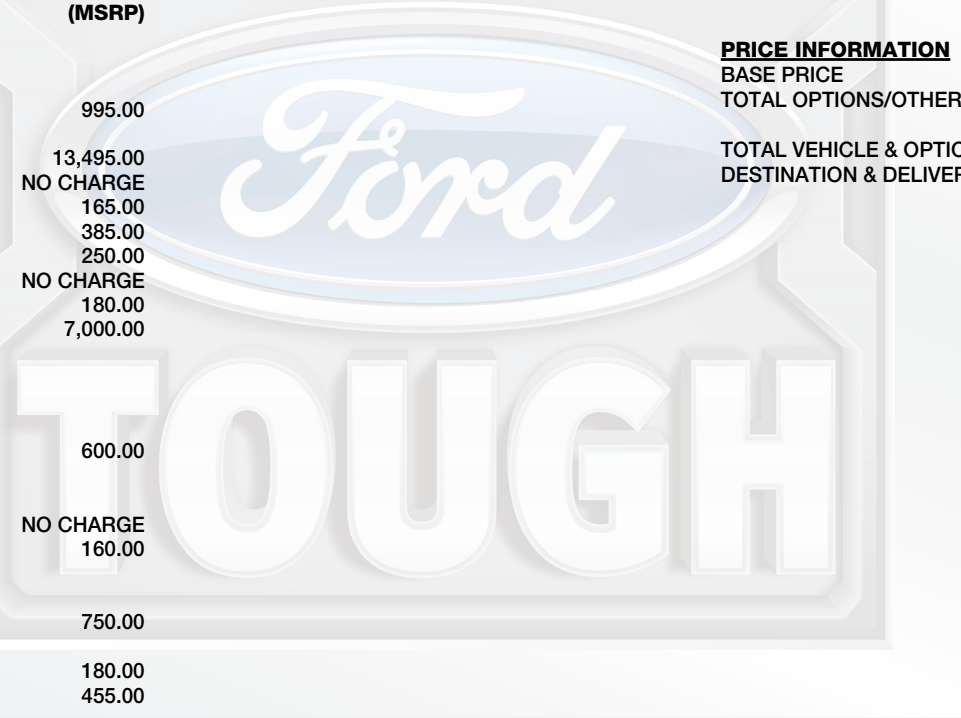 (MSRP)
995.00
13,495.00
NO CHARGE
165.00
385.00
250.00
NO CHARGE
180.00
7,000.00
600.00
NO CHARGE
160.00
750.00
180.00
455.00
PRICE INFORMATION
BASE PRICE
TOTAL OPTIONS/OTHER
TOTAL VEHICLE & OPTIO
DESTINATION & DELIVER
Ford
TOUGH